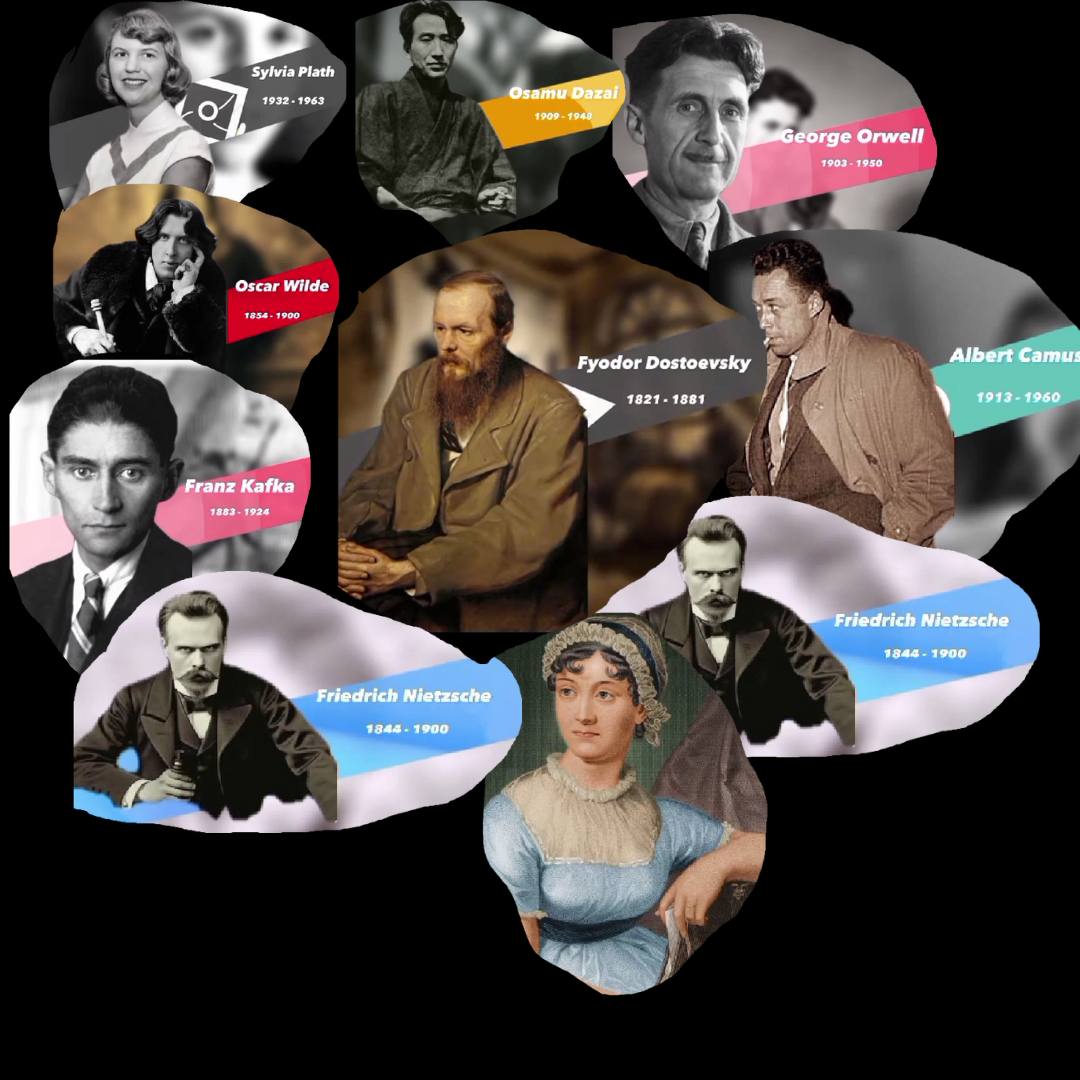 Sylvia Plath
1932 - 1963
Osamu Dazai
1909 - 1948
George Orwell
1903 - 1950
Oscar Wilde
1854 - 1900
Fyodor Dostoevsky
1821 - 1881
Albert Camus
1913 - 1960
Franz Kafka
1883 - 1924
Friedrich Nietzsche
1844 - 1900
Friedrich Nietzsche
1844 - 1900